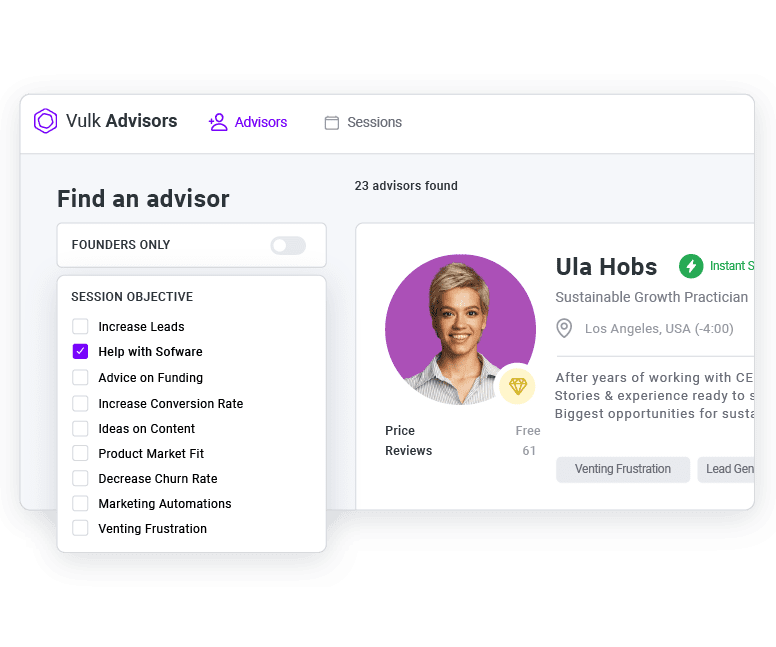 Vulk Advisors
Advisors
Sessions
Find an advisor
FOUNDERS ONLY
SESSION OBJECTIVE
Increase Leads
Help with Sofware
Advice on Funding
Increase Conversion Rate
Ideas on Content
Product Market Fit
Decrease Churn Rate
Marketing Automations
Venting Frustration
23 advisors found
Ula Hobs
Instant S
Sustainable Growth Practician
Los Angeles, USA (-4:00)
After years of working with CE
Stories & experience ready to s
Biggest opportunities for susta
Price Free
Reviews 61
Venting Frustration
Lead Gen